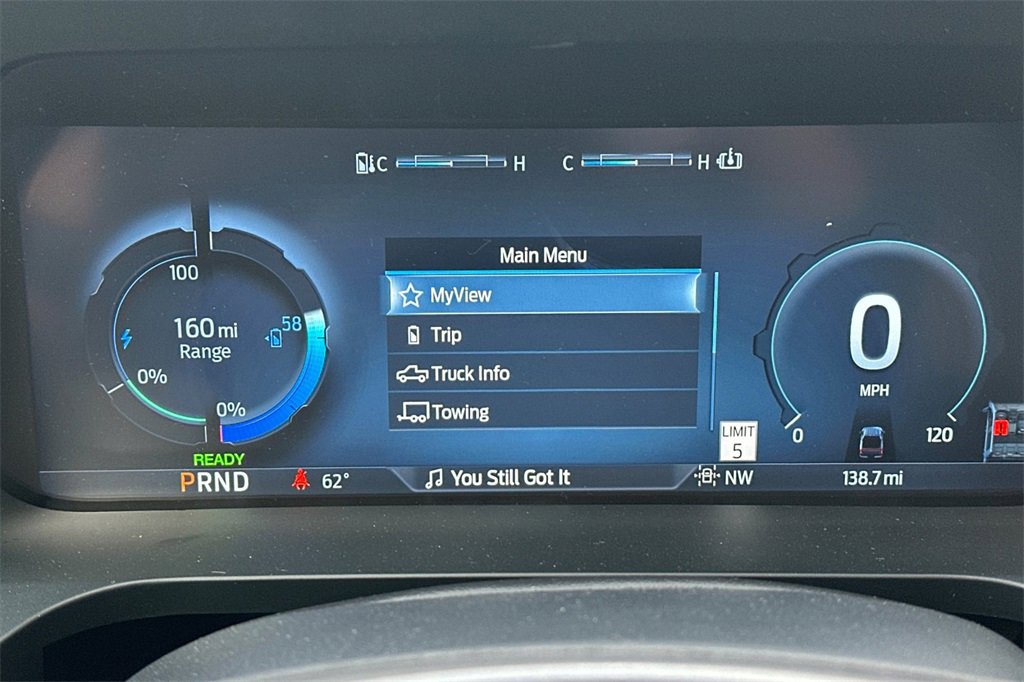 C H C H
Main Menu
MyView
Trip
Truck Info
Towing
100
160 mi
Range
58
0%
0%
0
MPH
0
120
LIMIT
5
READY
PRND
62°
You Still Got It
NW
138.7 mi